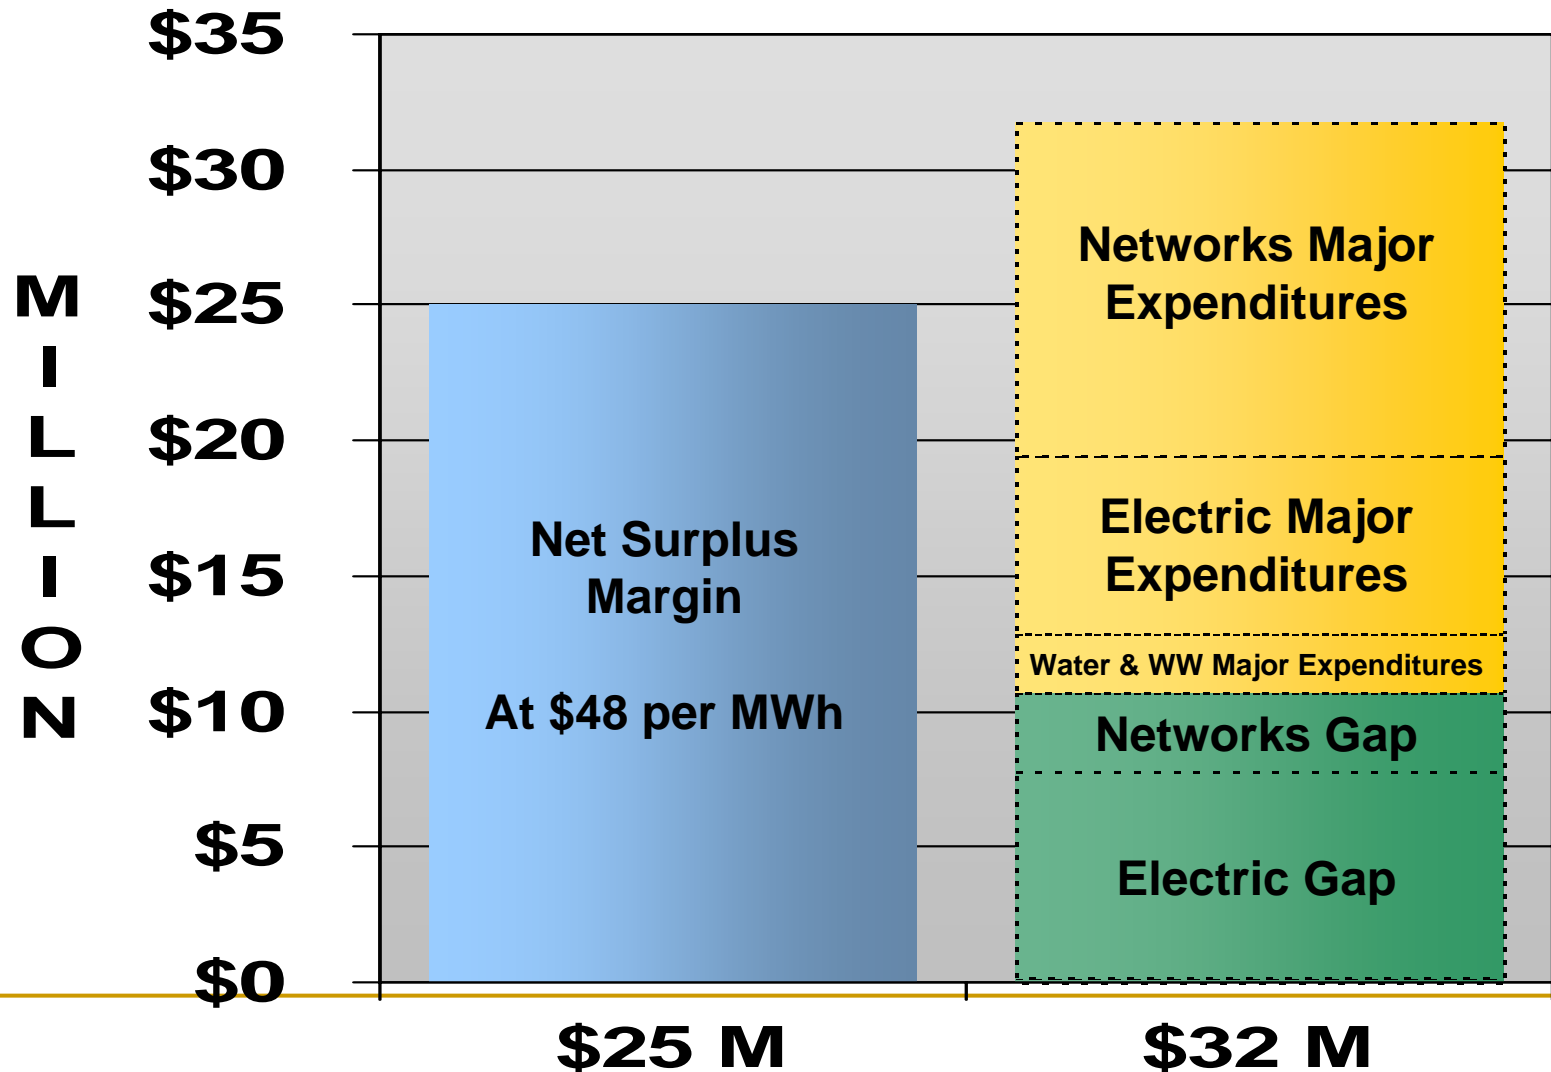 $35
$30
$25
$20
$15
$10
$5
$0
MILLION
Net Surplus
Margin
At $48 per MWh
Networks Major
Expenditures
Electric Major
Expenditures
Water & WW Major Expenditures
Networks Gap
Electric Gap
$25 M
$32 M